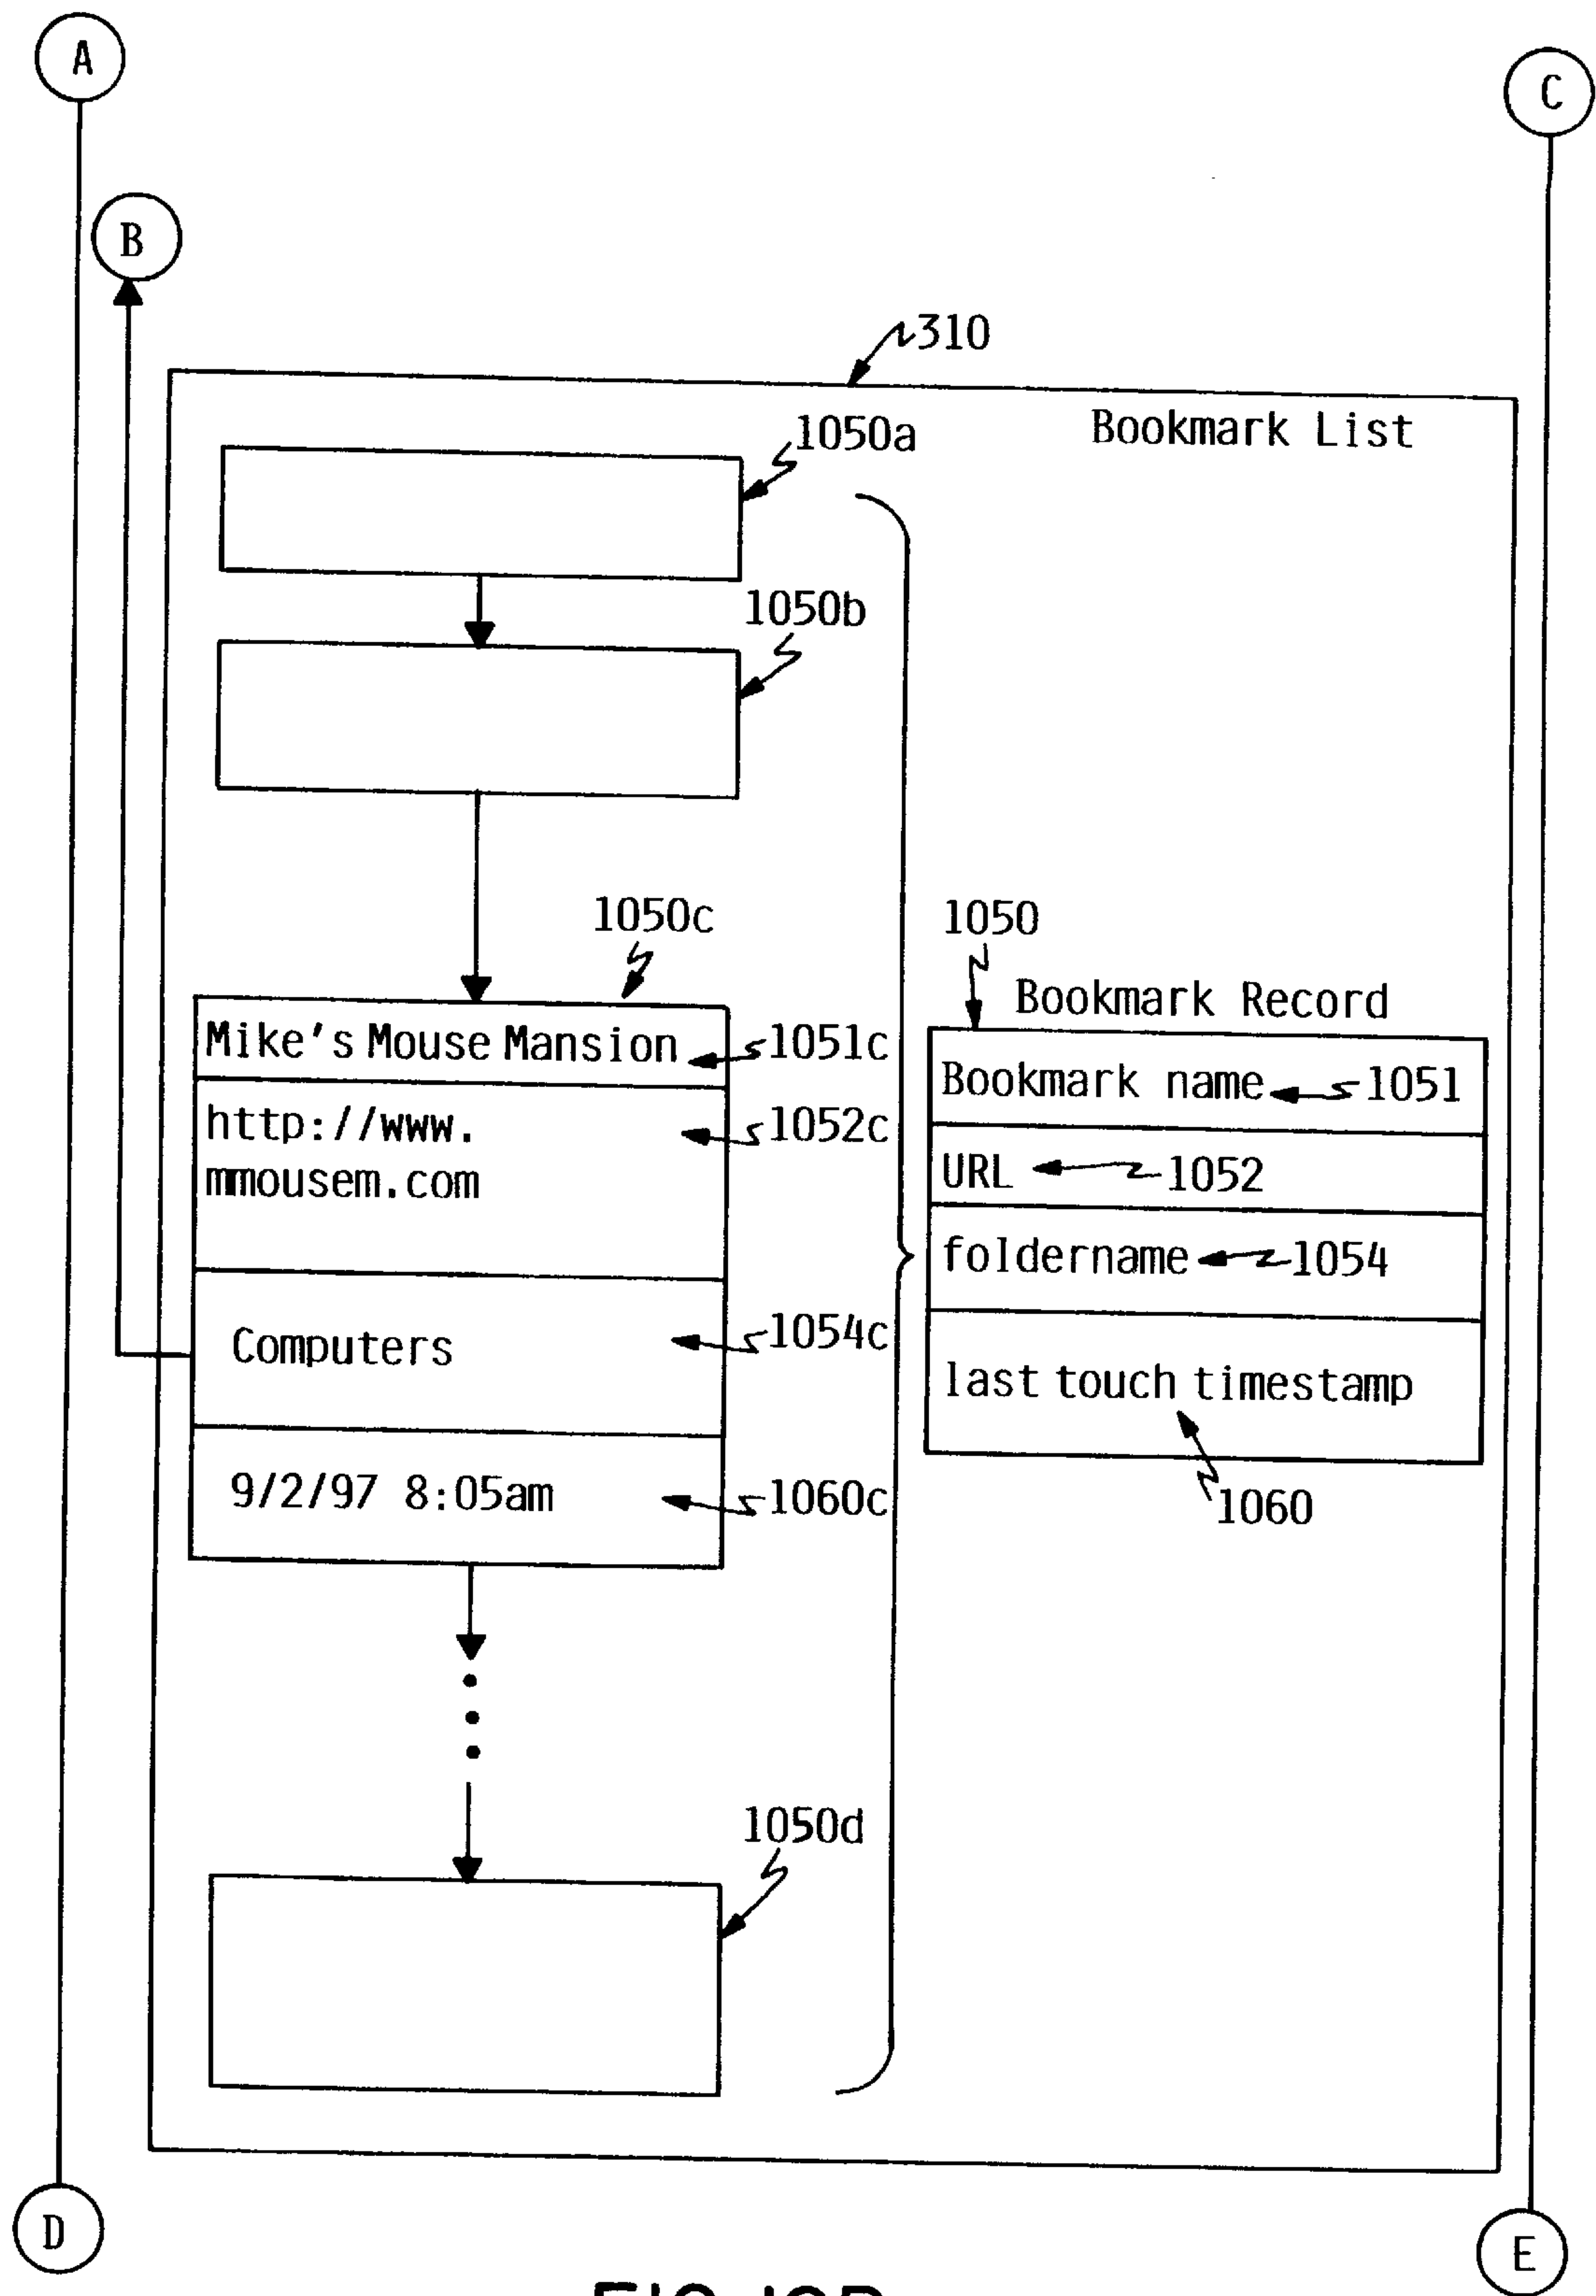 A
C
B
310
Bookmark List
1050a
1050b
1050c
Mike's Mouse Mansion
1051c
http://www.
mmousem.com
1052c
Computers
1054c
9/2/97 8:05am
1060c
1050
Bookmark Record
Bookmark name
1051
URL
1052
foldername
1054
last touch timestamp
1060
1050d
D
E